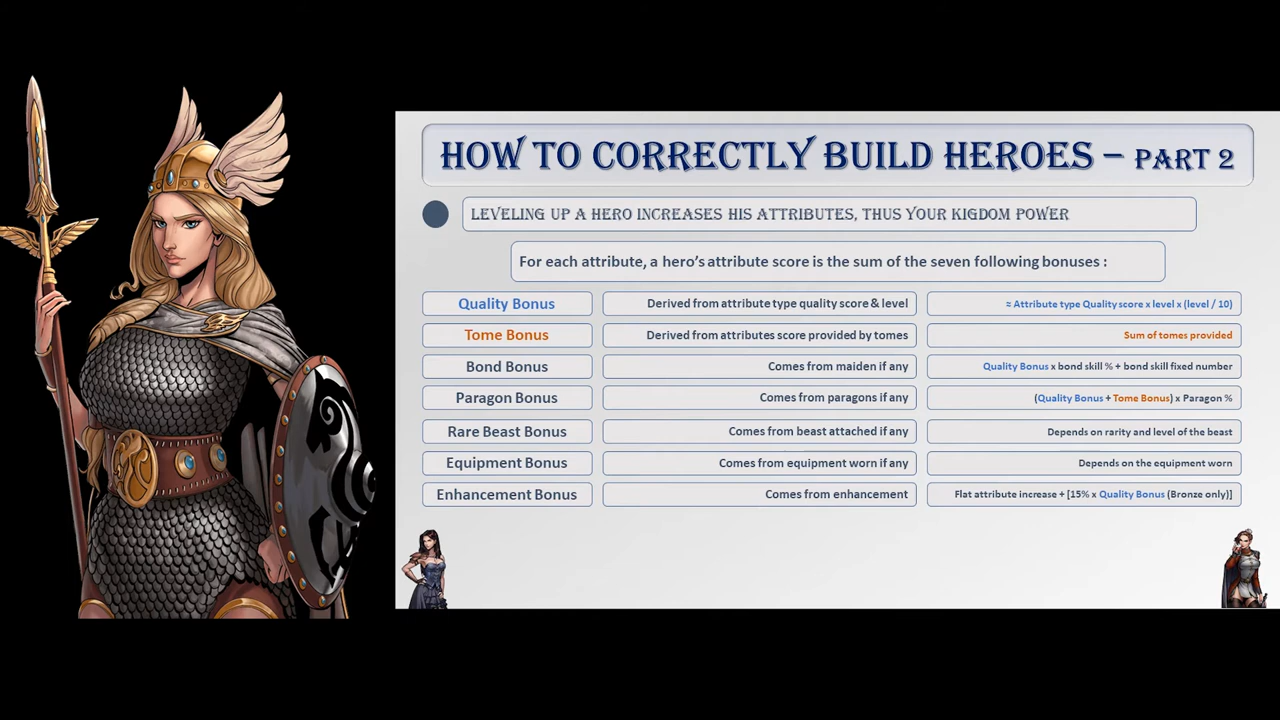 HOW TO CORRECTLY BUILD HEROES – PART 2
LEVELING UP A HERO INCREASES HIS ATTRIBUTES, THUS YOUR KIGDOM POWER
For each attribute, a hero's attribute score is the sum of the seven following bonuses :
Quality Bonus Derived from attribute type quality score & level ≈ Attribute type Quality score x level x (level / 10)
Tome Bonus Derived from attributes score provided by tomes Sum of tomes provided
Bond Bonus Comes from maiden if any Quality Bonus x bond skill % + bond skill fixed number
Paragon Bonus Comes from paragons if any (Quality Bonus + Tome Bonus) x Paragon %
Rare Beast Bonus Comes from beast attached if any Depends on rarity and level of the beast
Equipment Bonus Comes from equipment worn if any Depends on the equipment worn
Enhancement Bonus Comes from enhancement Flat attribute increase + [15% x Quality Bonus (Bronze only)]